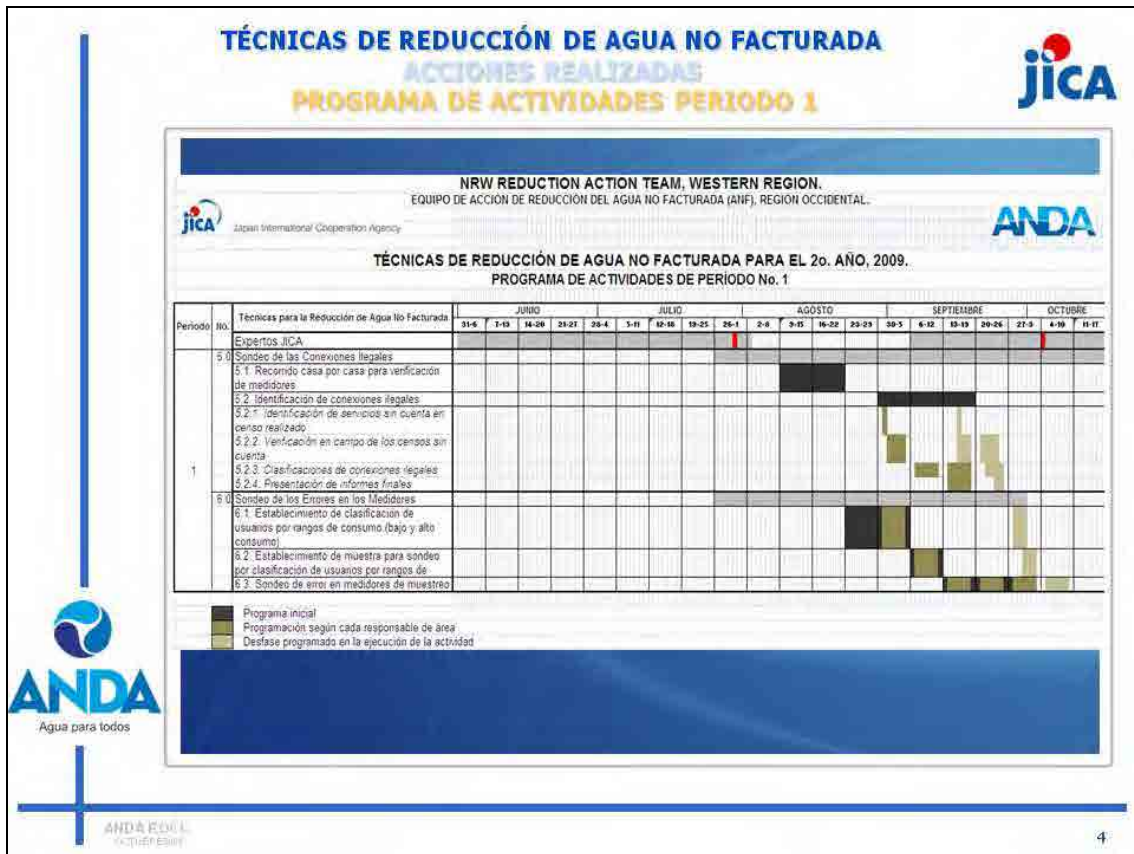 TÉCNICAS DE REDUCCIÓN DE AGUA NO FACTURADA
ACCIONES REALIZADAS
PROGRAMA DE ACTIVIDADES PERIODO 1
jica
NRW REDUCTION ACTION TEAM, WESTERN REGION.
EQUIPO DE ACCIÓN DE REDUCCIÓN DEL AGUA NO FACTURADA (ANF), REGIÓN OCCIDENTAL.
jica
Japan International Cooperation Agency
ANDA
TÉCNICAS DE REDUCCIÓN DE AGUA NO FACTURADA PARA EL 2o. AÑO, 2009.
PROGRAMA DE ACTIVIDADES DE PERÍODO No. 1
Periodo No. Técnicas para la Reducción de Agua No Facturada JUNIO JULIO AGOSTO SEPTIEMBRE OCTUBRE
31-6 7-13 14-20 21-27 28-4 5-11 12-18 19-25 26-1 2-8 9-15 16-22 23-29 30-5 6-12 13-19 20-26 27-3 4-10 11-17
Expertos JICA
5.0 Sondeo de las Conexiones Ilegales
5.1. Recorrido casa por casa para verificación
de medidores
5.2. Identificación de conexiones ilegales
5.2.1. Identificación de servicios sin cuenta en
censo realizado
5.2.2. Verificación en campo de los censos sin
cuenta
1
5.2.3. Clasificaciones de conexiones ilegales
5.2.4. Presentación de informes finales
6.0 Sondeo de los Errores en los Medidores
6.1. Establecimiento de clasificación de
usuarios por rangos de consumo (bajo y alto
consumo)
6.2. Establecimiento de muestra para sondeo
por clasificación de usuarios por rangos de
6.3. Sondeo de error en medidores de muestreo
Programa inicial
Programación según cada responsable de área
Desfase programado en la ejecución de la actividad
ANDA
Agua para todos
ANDA
4